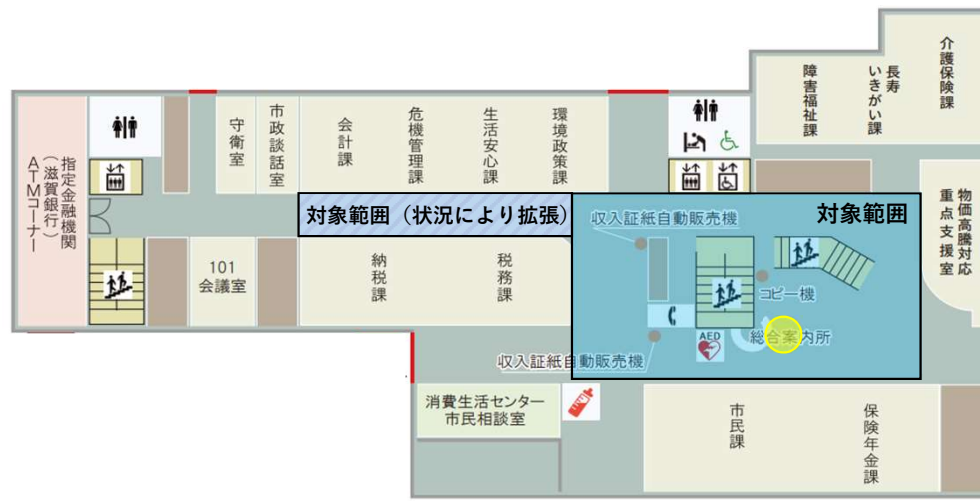 指定金融機関
（滋賀銀行）
ATMコーナー
守衛室
市政談話室
会計課
危機管理課
生活安心課
環境政策課
障害福祉課
長寿
いきがい課
介護保険課
対象範囲（状況により拡張）
対象範囲
収入証紙自動販売機
物価高騰対応
重点支援室
101
会議室
納税課
税務課
コピー機
AED
総合案内所
収入証紙自動販売機
消費生活センター
市民相談室
市民課
保険年金課